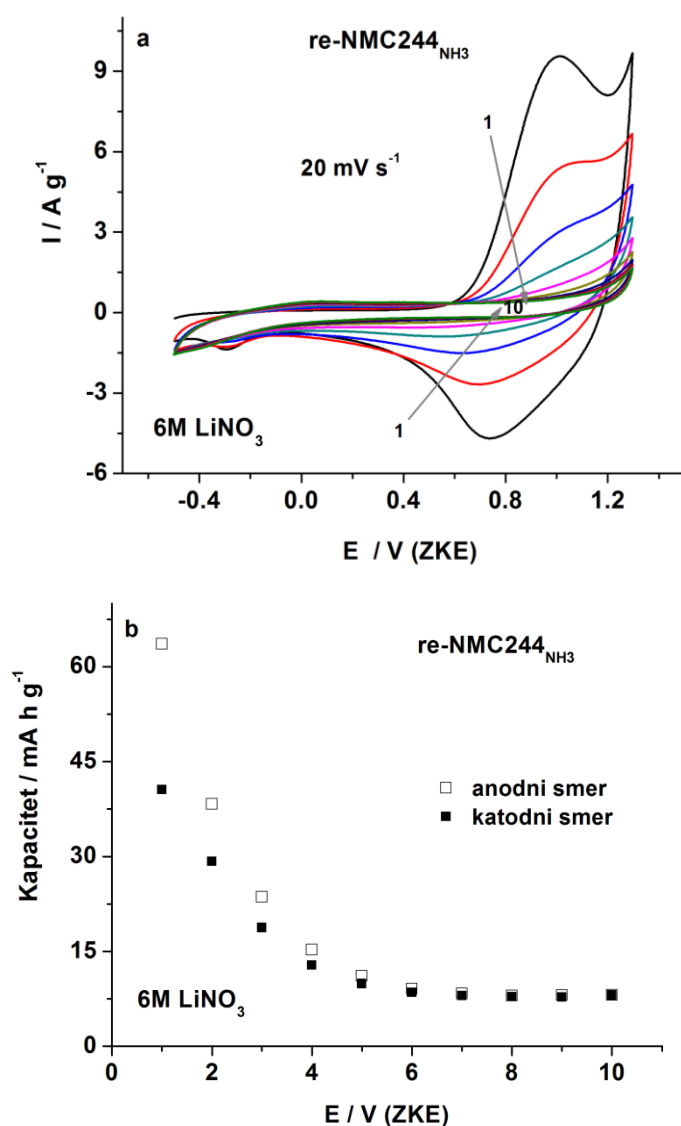 a
re-NMC244NH3
20 mV s-1
1
10
1
6M LiNO3
I / A g-1
9
6
3
0
-3
-6
-0.4
0.0
0.4
0.8
1.2
E / V (ZKE)
b
re-NMC244NH3
anodni smer
katodni smer
6M LiNO3
Kapacitet / mA h g-1
60
45
30
15
0
0
2
4
6
8
10
E / V (ZKE)